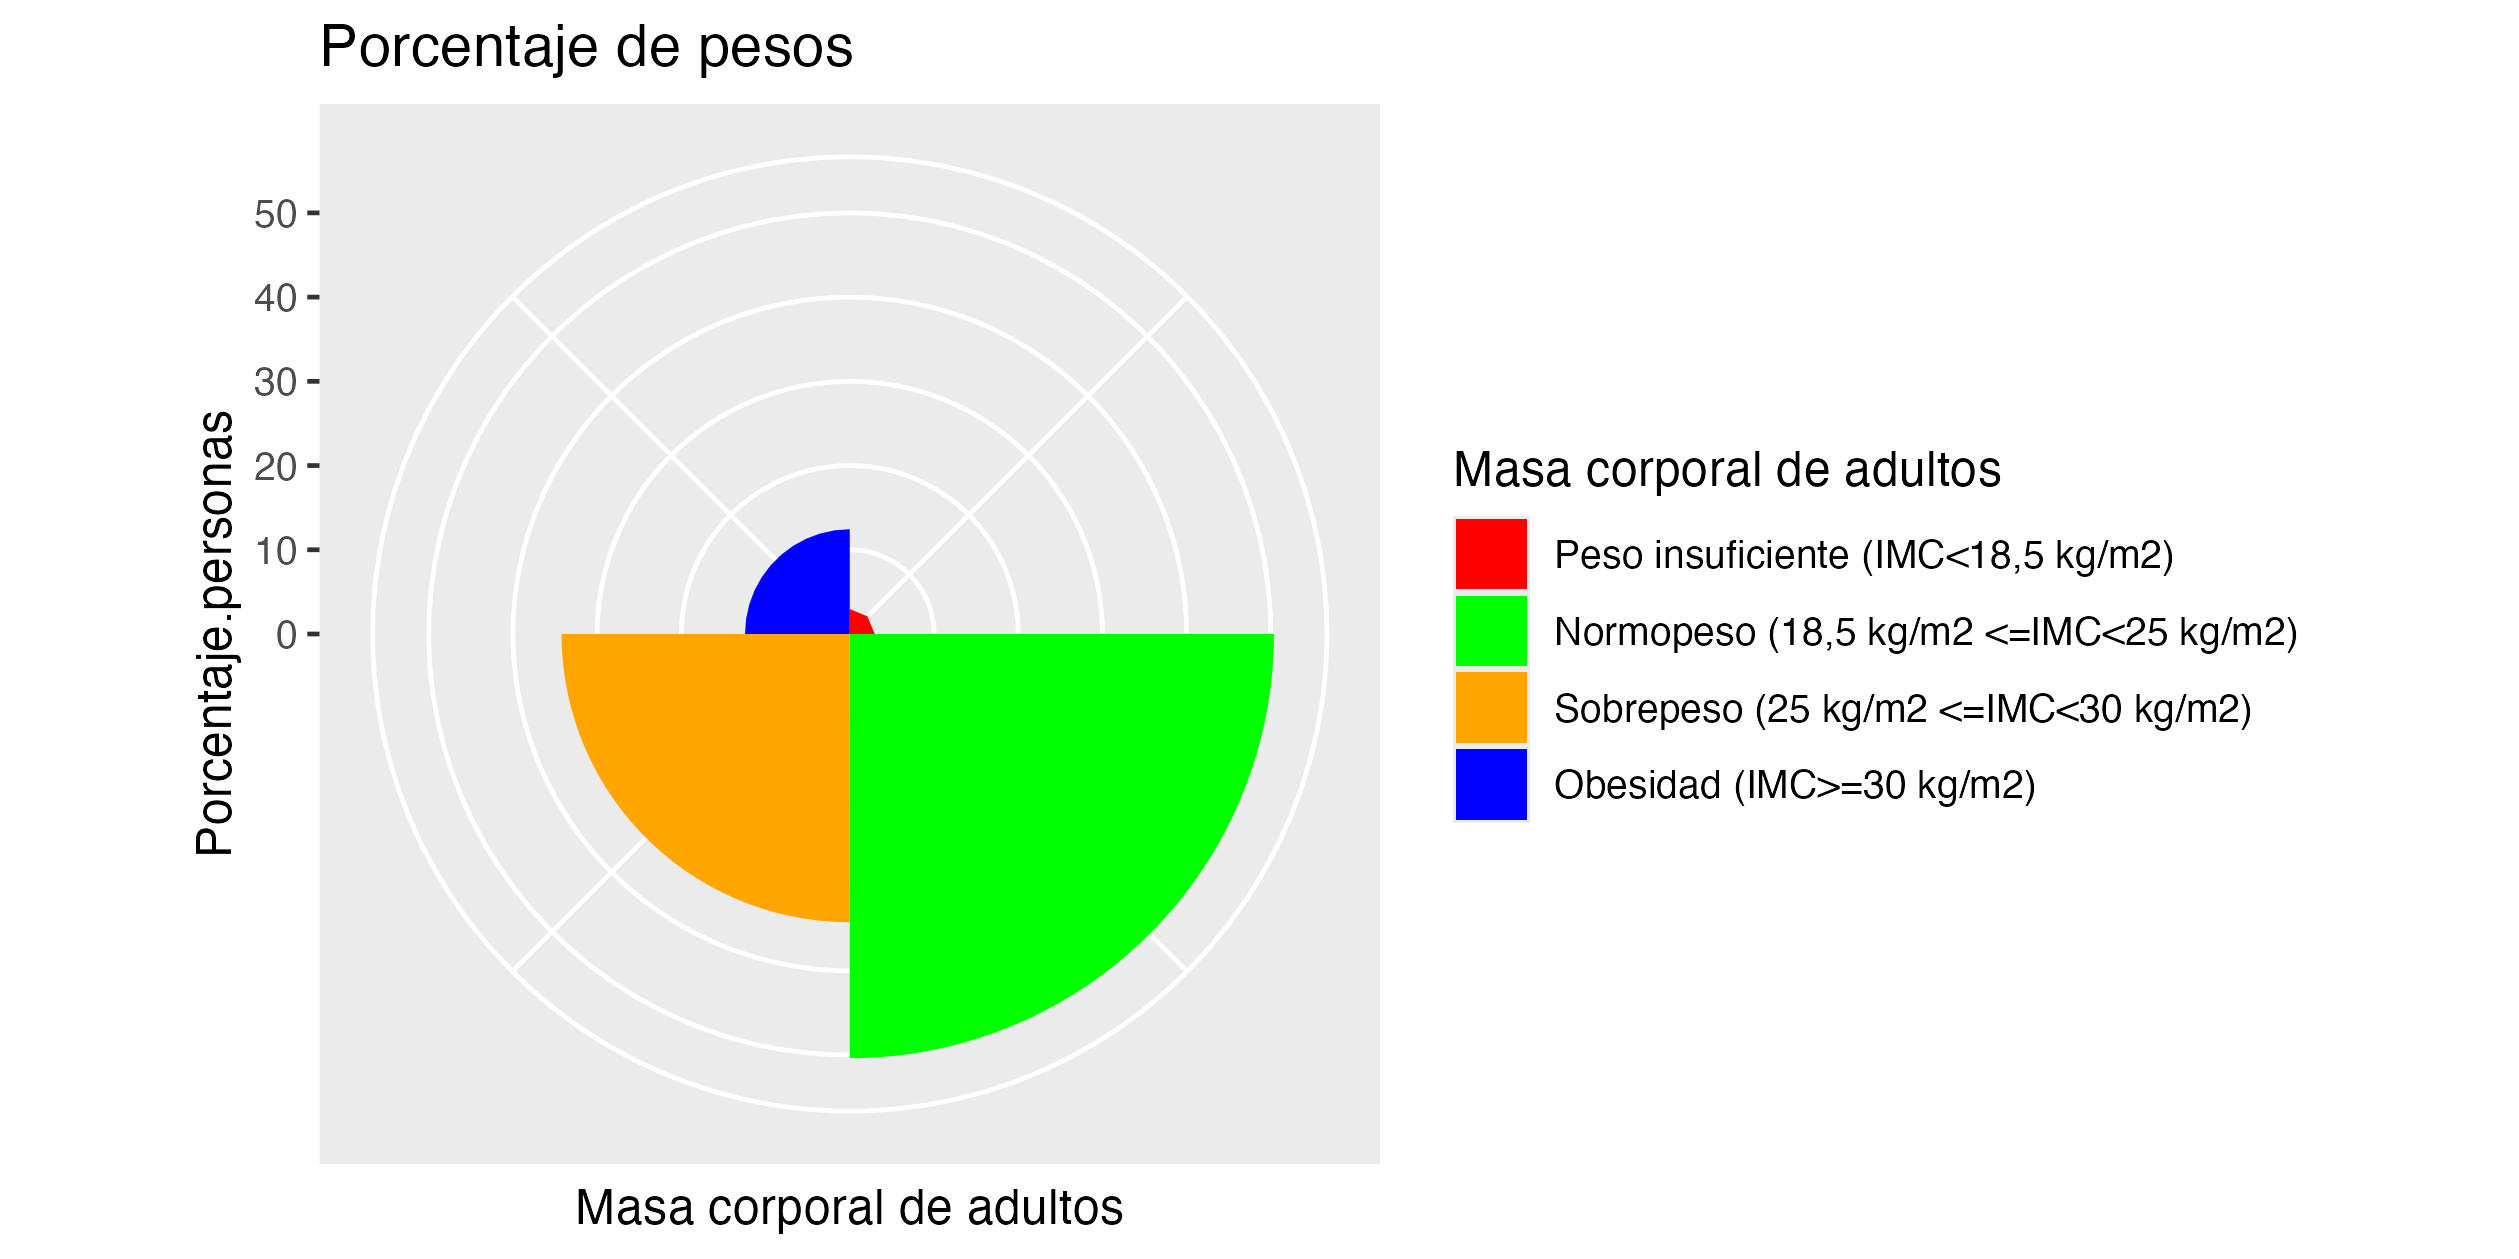 Porcentaje de pesos
50
40
30
20
10
0
Porcentaje.personas
Masa corporal de adultos
Masa corporal de adultos
Peso insuficiente (IMC<18,5 kg/m2)
Normopeso (18,5 kg/m2 <=IMC<25 kg/m2)
Sobrepeso (25 kg/m2 <=IMC<30 kg/m2)
Obesidad (IMC>=30 kg/m2)